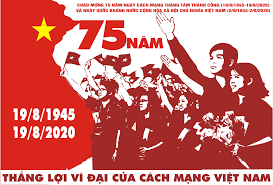 CHÀO MỪNG 75 NĂM NGÀY CÁCH MẠNG THÁNG TÁM THÀNH CÔNG (19/8/1945-19/8/2020)
VÀ NGÀY QUỐC KHÁNH NƯỚC CỘNG HÒA XÃ HỘI CHỦ NGHĨA VIỆT NAM (2/9/1945-2/9/2020)
75 NĂM
19/8/1945
19/8/2020
THẮNG LỢI VĨ ĐẠI CỦA CÁCH MẠNG VIỆT NAM